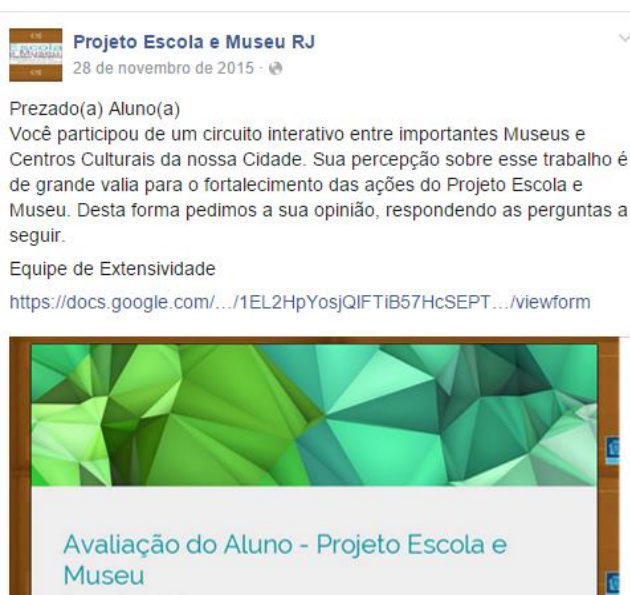 Projeto Escola e Museu RJ
28 de novembro de 2015 ·
Prezado(a) Aluno(a)
Você participou de um circuito interativo entre importantes Museus e
Centros Culturais da nossa Cidade. Sua percepção sobre esse trabalho é
de grande valia para o fortalecimento das ações do Projeto Escola e
Museu. Desta forma pedimos a sua opinião, respondendo as perguntas a
seguir.
Equipe de Extensividade
https://docs.google.com/.../1EL2HpYosjQlFTiB57HcSEPT.../viewform
Avaliação do Aluno - Projeto Escola e
Museu